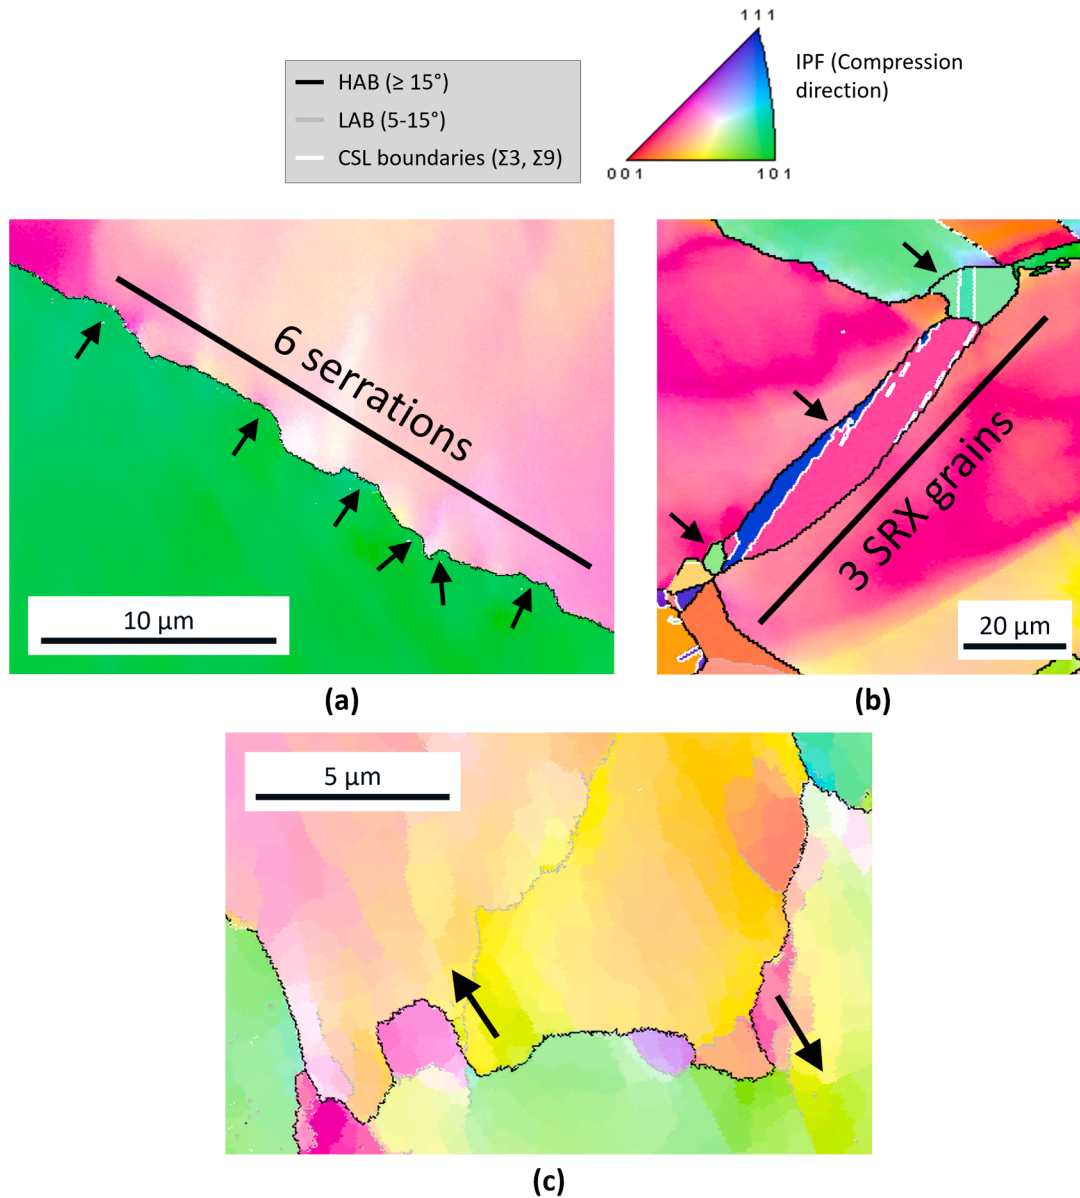 HAB (≥ 15°)
LAB (5-15°)
CSL boundaries (Σ3, Σ9)
111
001
101
IPF (Compression
direction)
6 serrations
10 µm
(a)
3 SRX grains
20 µm
(b)
5 µm
(c)